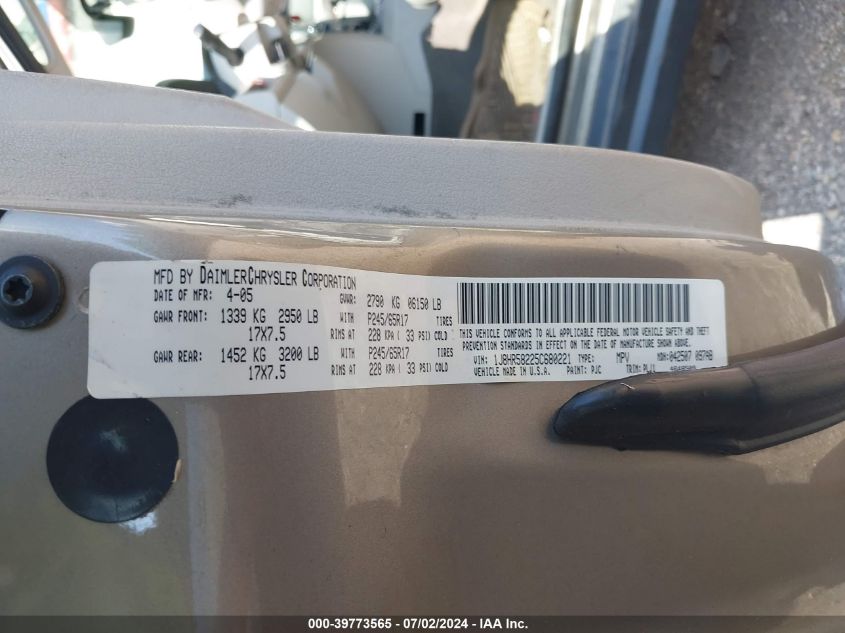 MFD BY DAIMLERCHRYSLER CORPORATION
DATE OF MFR: 4-05 GVWR: 2790 KG 06150 LB
GAWR FRONT: 1339 KG 2950 LB WITH P245/65R17 TIRES
17X7.5 RIMS AT 228 KPA ( 33 PSI) COLD
GAWR REAR: 1452 KG 3200 LB WITH P245/65R17 TIRES
17X7.5 RIMS AT 228 KPA ( 33 PSI) COLD
THIS VEHICLE CONFORMS TO ALL APPLICABLE FEDERAL MOTOR VEHICLE SAFETY AND THEFT
PREVENTION STANDARDS IN EFFECT ON THE DATE OF MANUFACTURE SHOWN ABOVE.
VIN: 1J8HR58225C680221 TYPE: MPV MDH: 042507 097AB
VEHICLE MADE IN U.S.A. PAINT: PJC TRIM:
000-39773565 - 07/02/2024 - IAA Inc.